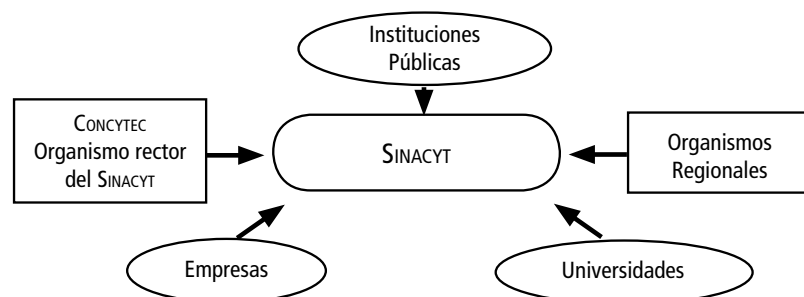 Instituciones
Públicas
CONCYTEC
Organismo rector
del SINACYT
SINACYT
Organismos
Regionales
Empresas
Universidades